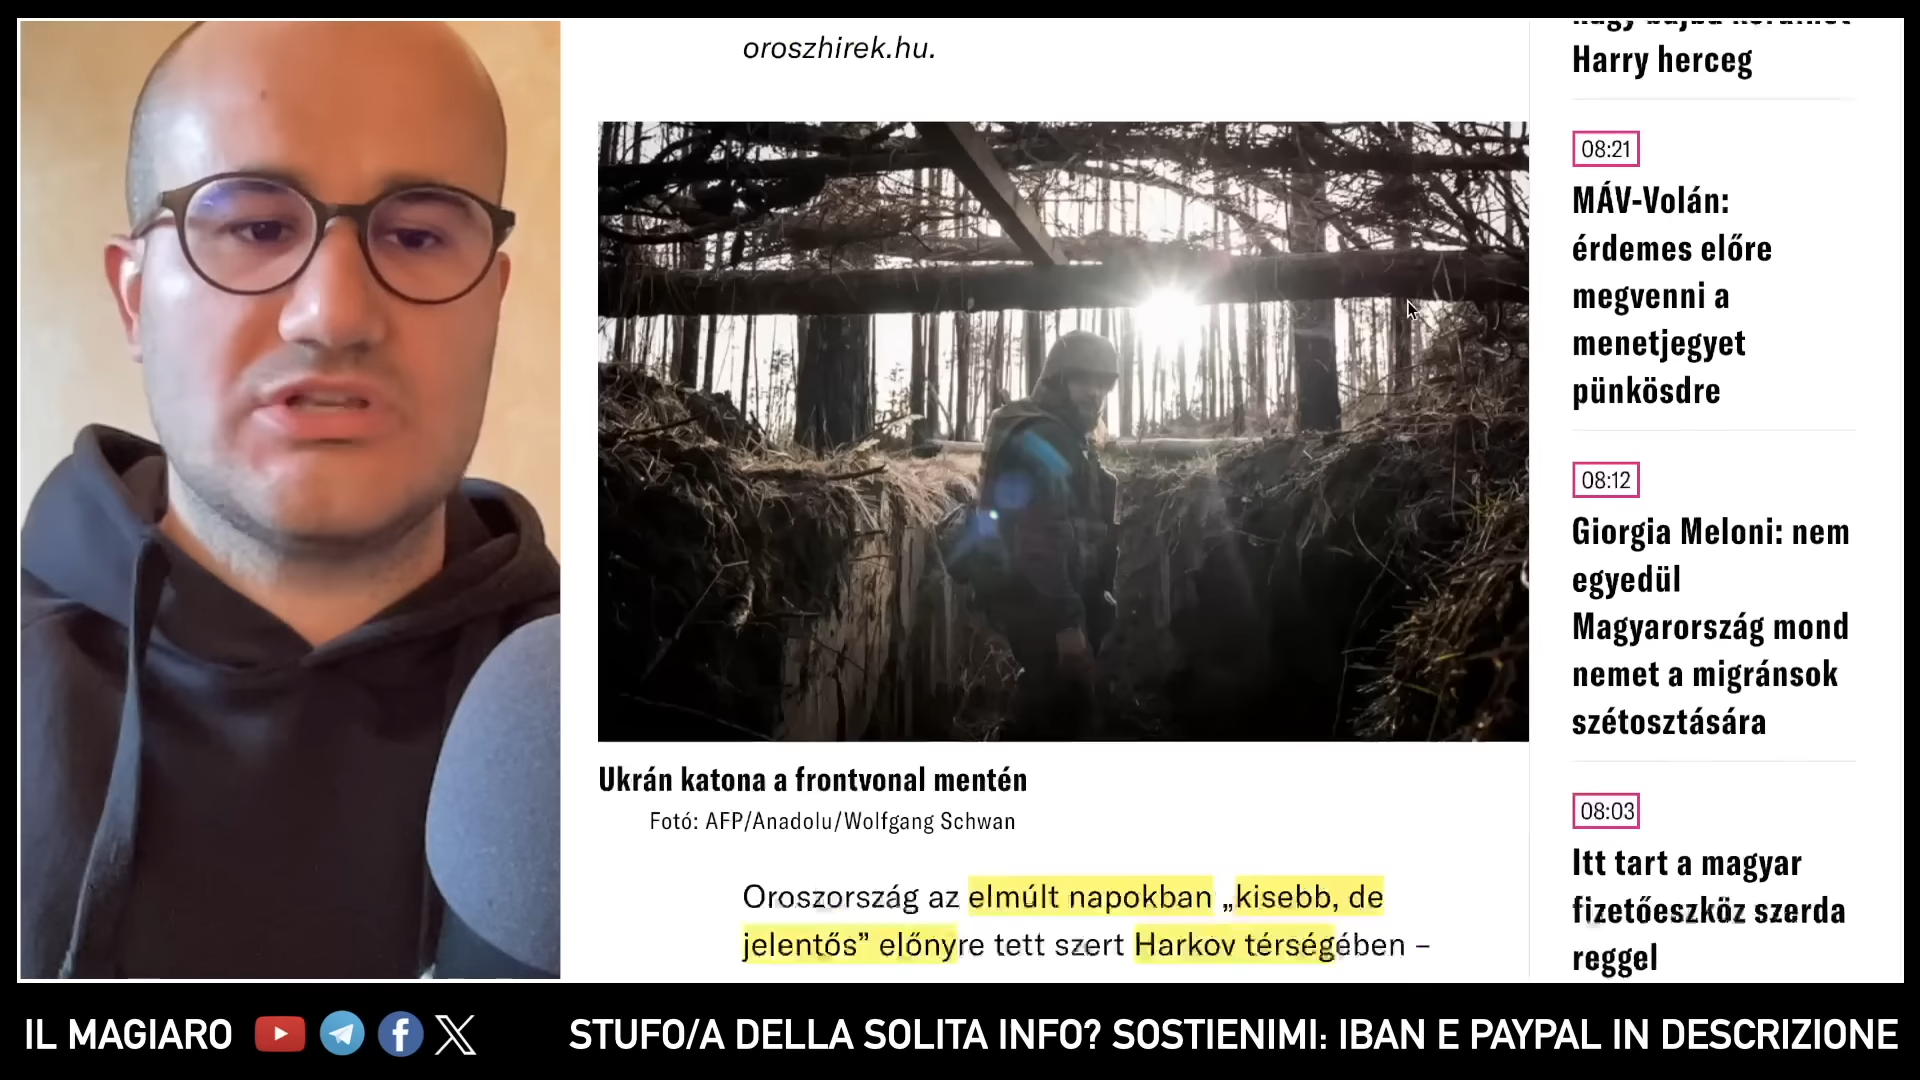 oroszhirek.hu.
Ukrán katona a frontvonal mentén
Fotó: AFP/Anadolu/Wolfgang Schwan
Oroszország az elmúlt napokban „kisebb, de
jelentős” előnyre tett szert Harkov térségében –
Harry herceg
08:21
MÁV-Volán:
érdemes előre
megvenni a
menetjegyet
pünkösdre
08:12
Giorgia Meloni: nem
egyedül
Magyarország mond
nemet a migránsok
szétosztására
08:03
Itt tart a magyar
fizetőeszköz szerda
reggel
IL MAGIARO
STUFO/A DELLA SOLITA INFO? SOSTIENIMI: IBAN E PAYPAL IN DESCRIZIONE